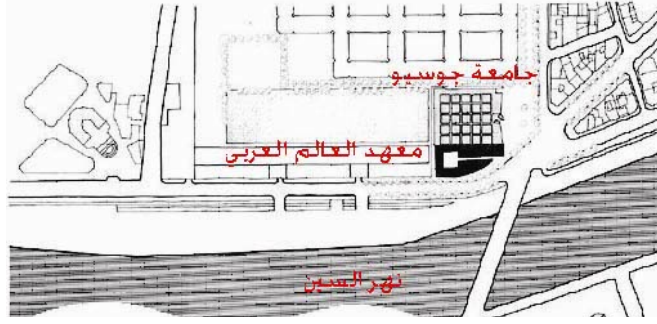 جامعة جوسيو
معهد العالم العربي
نهر السين